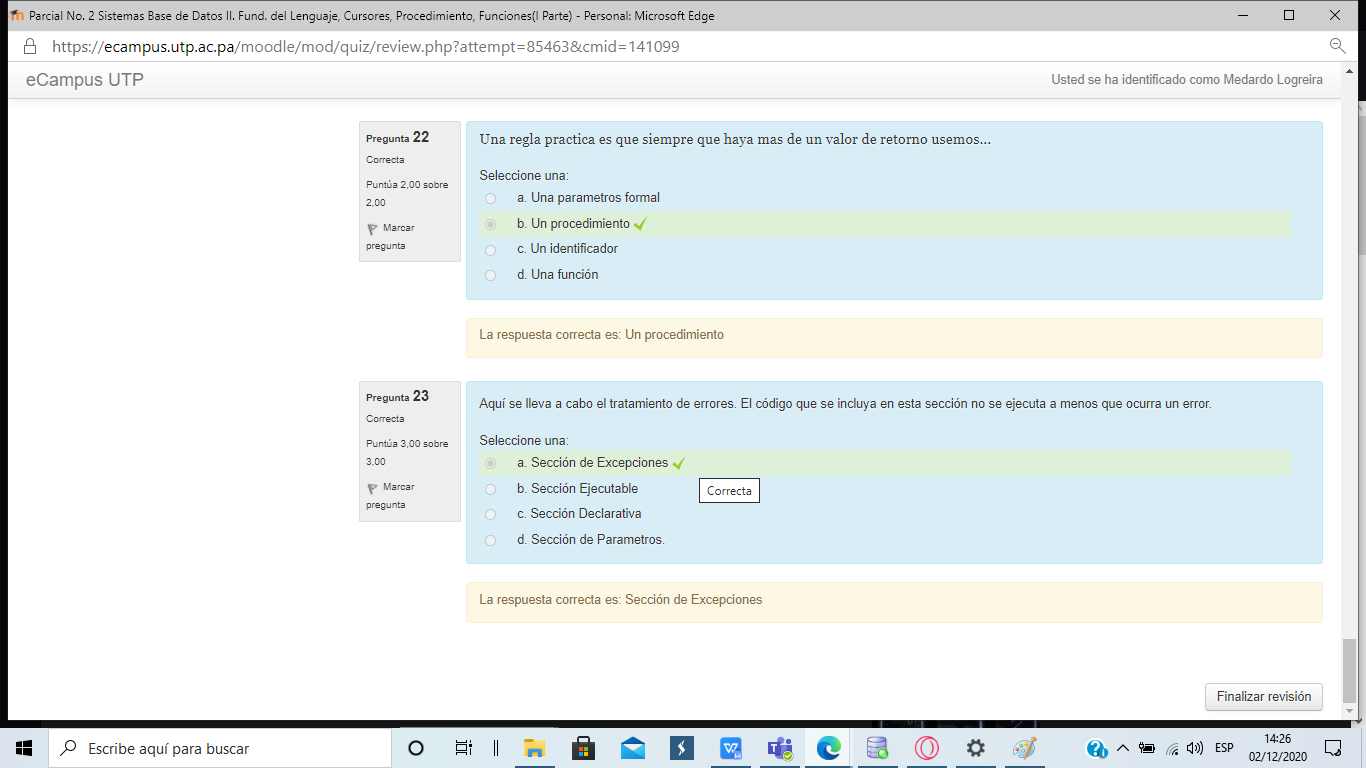 Parcial No. 2 Sistemas Base de Datos II. Fund. del Lenguaje, Cursores, Procedimiento, Funciones(I Parte) - Personal: Microsoft Edge
https://ecampus.utp.ac.pa/moodle/mod/quiz/review.php?attempt=85463&cmid=141099
eCampus UTP
Usted se ha identificado como Medardo Logreira
Pregunta 22
Correcta
Puntúa 2,00 sobre
2,00
Marcar
pregunta
Una regla practica es que siempre que haya mas de un valor de retorno usemos...
Seleccione una:
a. Una parametros formal
b. Un procedimiento
c. Un identificador
d. Una función
La respuesta correcta es: Un procedimiento
Pregunta 23
Correcta
Puntúa 3,00 sobre
3,00
Marcar
pregunta
Aquí se lleva a cabo el tratamiento de errores. El código que se incluya en esta sección no se ejecuta a menos que ocurra un error.
Seleccione una:
a. Sección de Excepciones
b. Sección Ejecutable
Correcta
c. Sección Declarativa
d. Sección de Parametros.
La respuesta correcta es: Sección de Excepciones
Finalizar revisión
Escribe aquí para buscar
ESP
14:26
02/12/2020